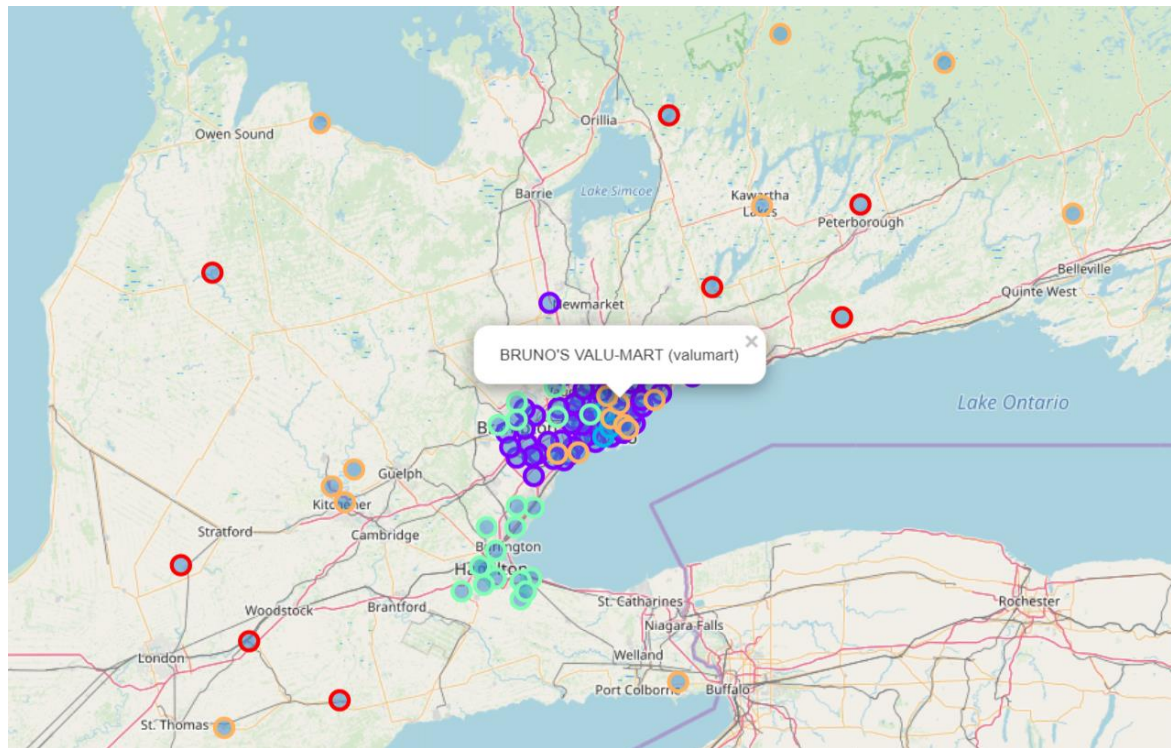 Owen Sound
Orillia
Barrie
Lake Simcoe
Kawartha
Lakes
Peterborough
Belleville
Quinte West
Newmarket
BRUNO'S VALU-MART (valumart)
×
Lake Ontario
Guelph
Kitchener
Stratford
Cambridge
Burlington
Hamilton
Woodstock
Brantford
St. Catharines
Rochester
Niagara Falls
London
Welland
Port Colborne
Buffalo
St. Thomas